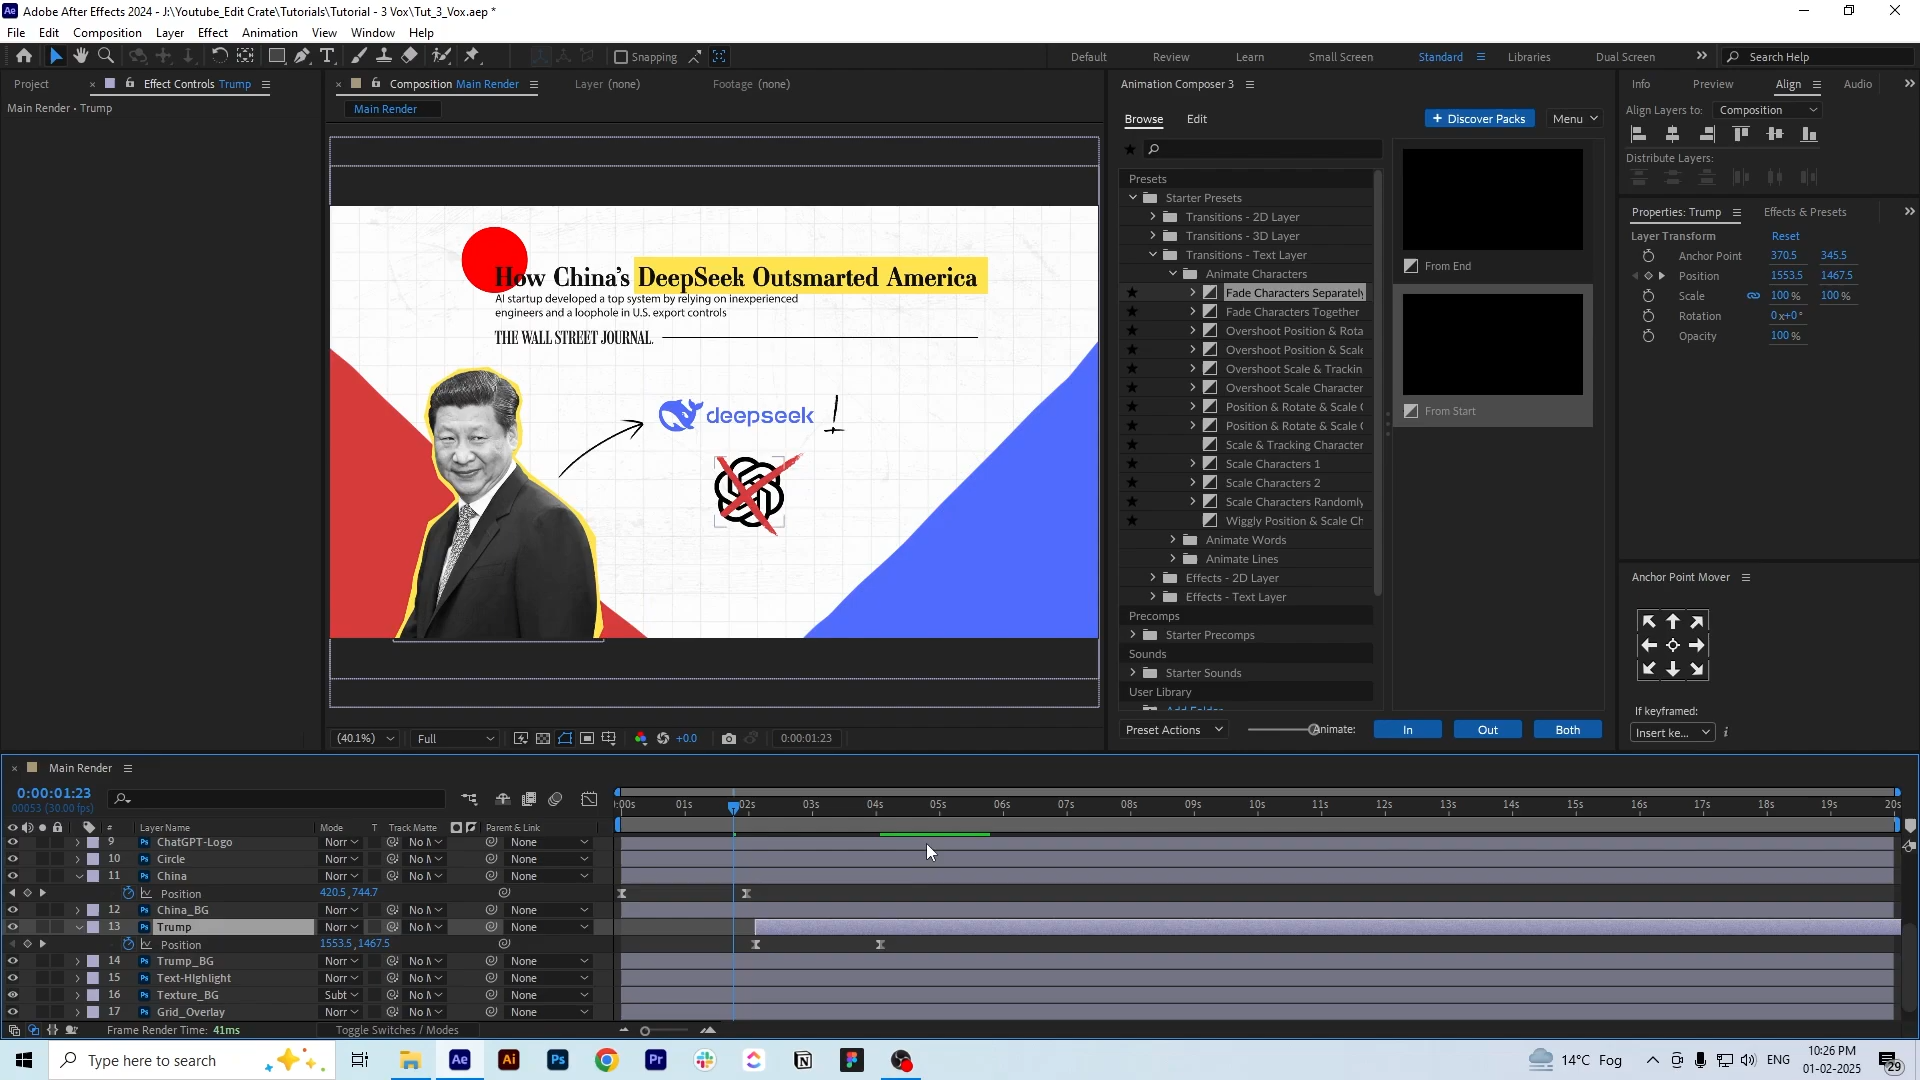 Adobe After Effects 2024 - J:\Youtube_Edit Crate\Tutorials\Tutorial - 3 Vox\Tut_3_Vox.aep *
File Edit Composition Layer Effect Animation View Window Help
Snapping
Default Review Learn Small Screen Standard Libraries Dual Screen Search Help
Project Effect Controls Trump
Main Render • Trump
Composition Main Render Layer (none) Footage (none)
Main Render
How China's DeepSeek Outsmarted America
AI startup developed a top system by relying on inexperienced
engineers and a loophole in U.S. export controls
THE WALL STREET JOURNAL.
deepseek !
(40.1%) Full +0.0 0:00:01:23
Animation Composer 3
Browse Edit + Discover Packs Menu
Presets
Starter Presets
Transitions - 2D Layer
Transitions - 3D Layer
Transitions - Text Layer
Animate Characters
Fade Characters Separately
Fade Characters Together
Overshoot Position & Rota
Overshoot Position & Scale
Overshoot Scale & Trackin
Overshoot Scale Character
Position & Rotate & Scale C
Position & Rotate & Scale C
Scale & Tracking Character
Scale Characters 1
Scale Characters 2
Scale Characters Randomly
Wiggly Position & Scale Ch
Animate Words
Animate Lines
Effects - 2D Layer
Effects - Text Layer
Precomps
Starter Precomps
Sounds
Starter Sounds
User Library
Add Folder
From End
From Start
Preset Actions Animate: In Out Both
Info Preview Align Audio
Align Layers to: Composition
Distribute Layers:
Properties: Trump Effects & Presets
Layer Transform Reset
Anchor Point 370.5 345.5
Position 1553.5 1467.5
Scale 100 % 100 %
Rotation 0x+0°
Opacity 100 %
Anchor Point Mover
If keyframed:
Insert ke... i
Main Render
0:00:01:23
00053 (30.00 fps)
:00s 01s 02s 03s 04s 05s 06s 07s 08s 09s 10s 11s 12s 13s 14s 15s 16s 17s 18s 19s 20s
# Layer Name Mode T Track Matte Parent & Link
9 ChatGPT-Logo Norr No M None
10 Circle Norr No M None
11 China Norr No M None
Position 420.5,744.7
12 China_BG Norr No M None
13 Trump Norr No M None
Position 1553.5,1467.5
14 Trump_BG Norr No M None
15 Text-HIghlight Norr No M None
16 Texture_BG Subt No M None
17 Grid_Overlay Norr No M None
Frame Render Time: 41ms Toggle Switches / Modes
Type here to search
14°C Fog ENG 10:26 PM
01-02-2025
29